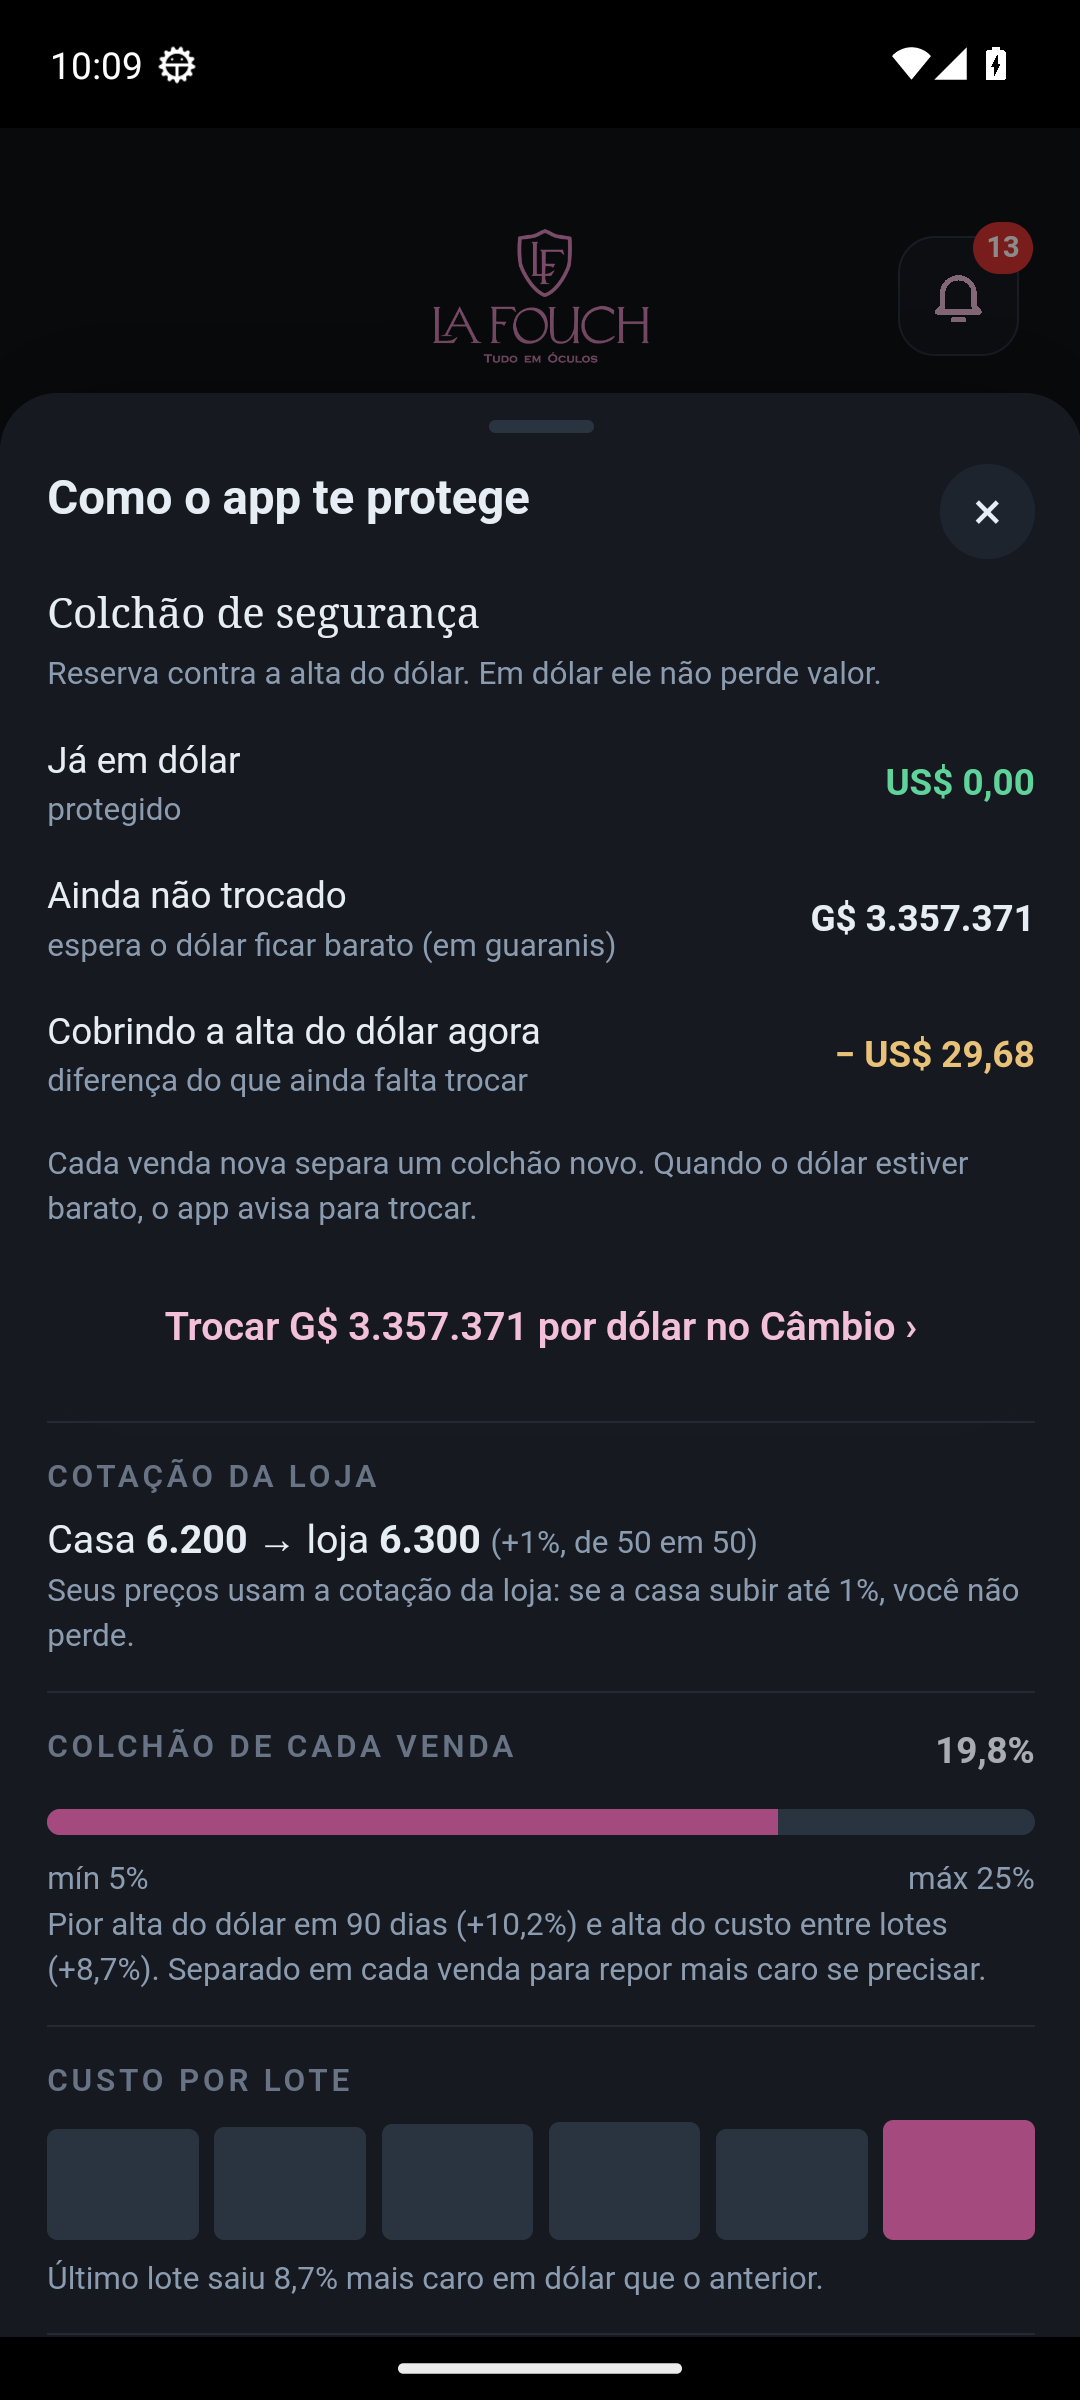 10:09
13
LF
LA FOUCH
TUDO EM ÓCULOS
Como o app te protege
×
Colchão de segurança
Reserva contra a alta do dólar. Em dólar ele não perde valor.
Já em dólar
US$ 0,00
protegido
Ainda não trocado
G$ 3.357.371
espera o dólar ficar barato (em guaranis)
Cobrindo a alta do dólar agora
− US$ 29,68
diferença do que ainda falta trocar
Cada venda nova separa um colchão novo. Quando o dólar estiver
barato, o app avisa para trocar.
Trocar G$ 3.357.371 por dólar no Câmbio ›
COTAÇÃO DA LOJA
Casa 6.200 → loja 6.300 (+1%, de 50 em 50)
Seus preços usam a cotação da loja: se a casa subir até 1%, você não
perde.
COLCHÃO DE CADA VENDA
19,8%
mín 5%
máx 25%
Pior alta do dólar em 90 dias (+10,2%) e alta do custo entre lotes
(+8,7%). Separado em cada venda para repor mais caro se precisar.
CUSTO POR LOTE
Último lote saiu 8,7% mais caro em dólar que o anterior.